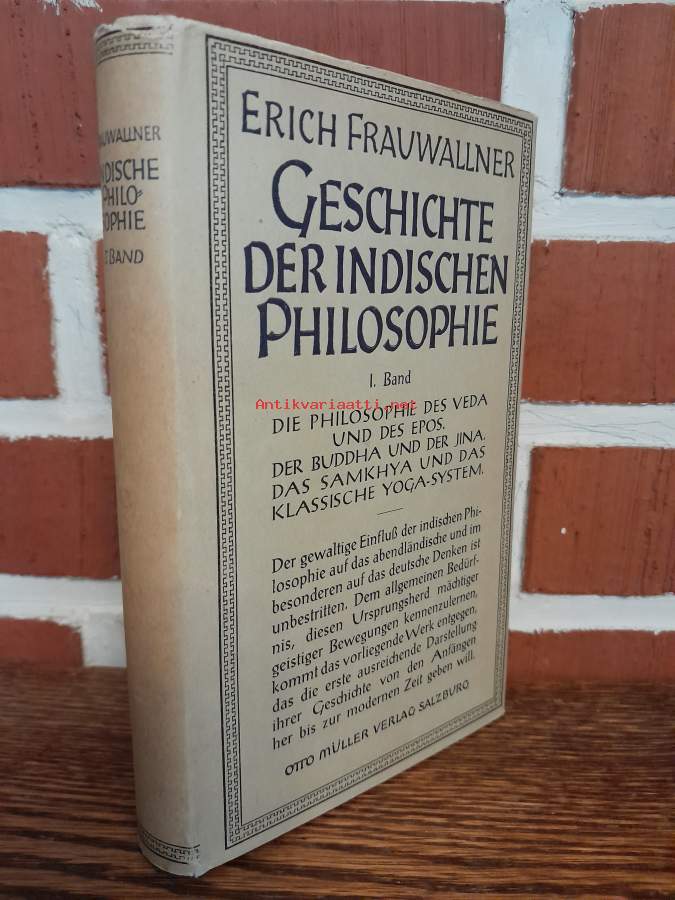 FRAUWALLNER
INDISCHE
PHILO-
SOPHIE
I. BAND
ERICH FRAUWALLNER
GESCHICHTE
DER INDISCHEN
PHILOSOPHIE
I. Band
Antikvariaatti.net
DIE PHILOSOPHIE DES VEDA
UND DES EPOS.
DER BUDDHA UND DER JINA.
DAS SAMKHYA UND DAS
KLASSISCHE YOGA-SYSTEM.
Der gewaltige Einfluß der indischen Phi-
losophie auf das abendländische und im
besonderen auf das deutsche Denken ist
unbestritten. Dem allgemeinen Bedürf-
nis, diesen Ursprungsherd mächtiger
geistiger Bewegungen kennenzulernen,
kommt das vorliegende Werk entgegen,
das die erste ausreichende Darstellung
ihrer Geschichte von den Anfängen
her bis zur modernen Zeit geben will.
OTTO MÜLLER VERLAG SALZBURG